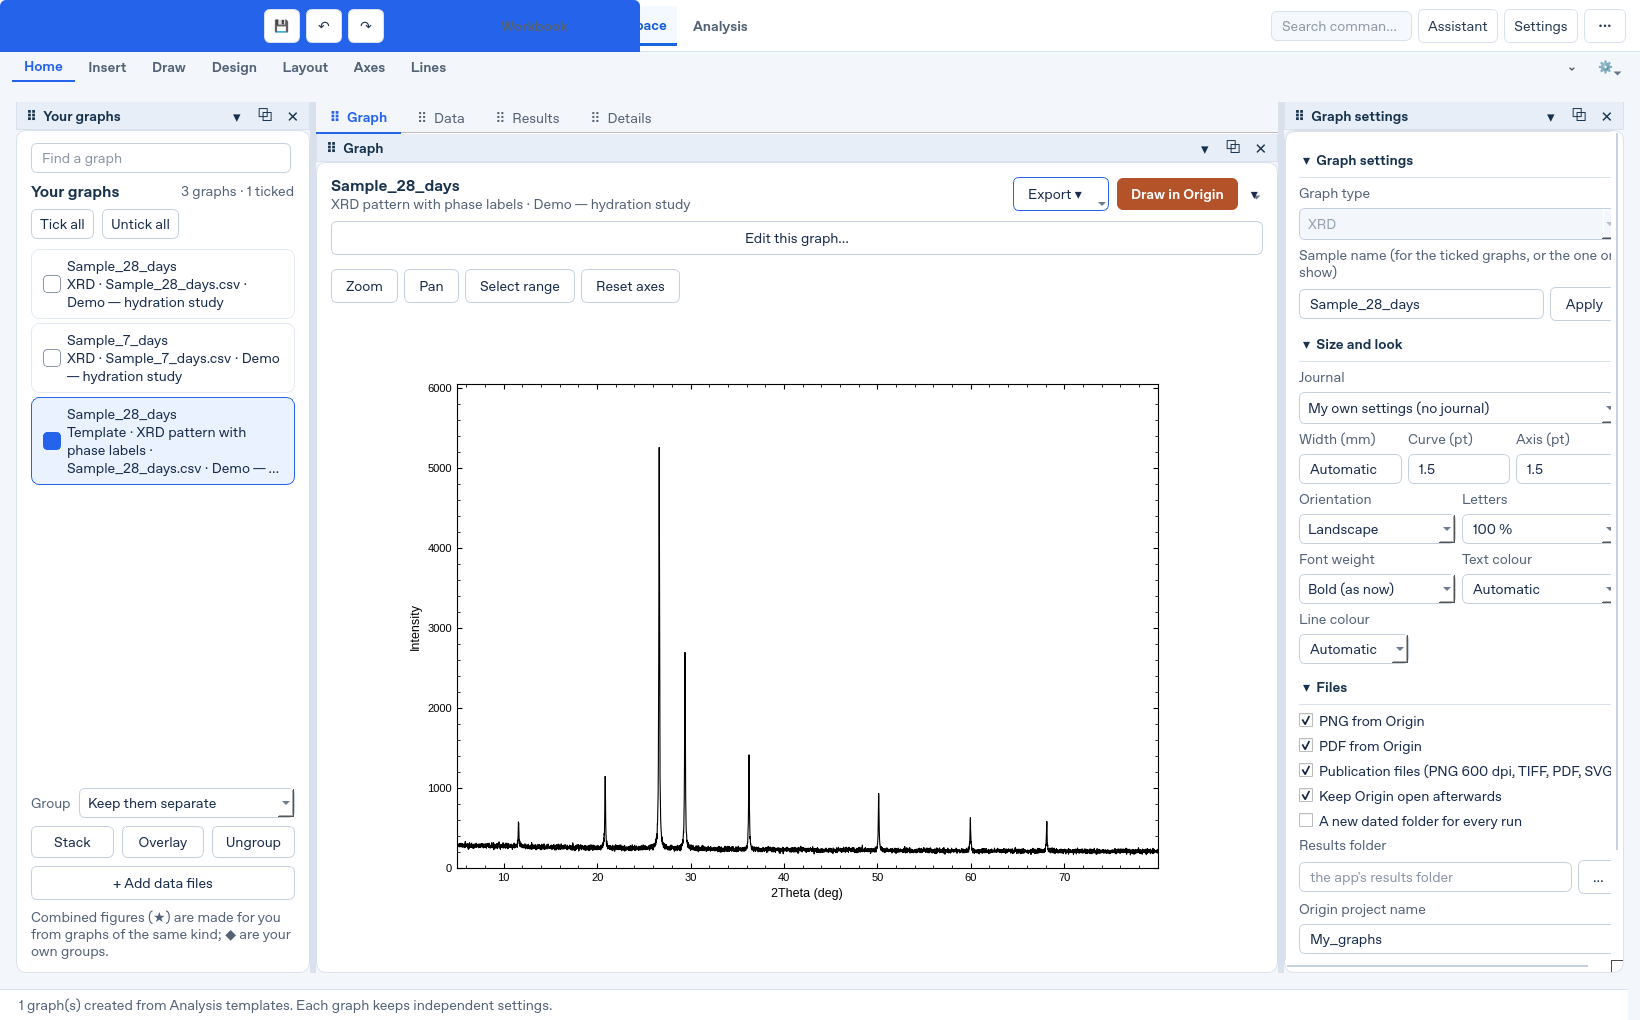 Workbook
Analysis
Search comman...
Assistant
Settings
...
Home Insert Draw Design Layout Axes Lines
Your graphs
Find a graph
Your graphs 3 graphs · 1 ticked
Tick all Untick all
Sample_28_days
XRD · Sample_28_days.csv ·
Demo — hydration study
Sample_7_days
XRD · Sample_7_days.csv · Demo
— hydration study
Sample_28_days
Template · XRD pattern with
phase labels ·
Sample_28_days.csv · Demo — ...
Group Keep them separate
Stack Overlay Ungroup
+ Add data files
Combined figures (★) are made for you
from graphs of the same kind; ◆ are your
own groups.
Graph Data Results Details
Graph
Sample_28_days
XRD pattern with phase labels · Demo — hydration study
Export ▾ Draw in Origin
Edit this graph...
Zoom Pan Select range Reset axes
6000
5000
4000
3000
2000
1000
0
Intensity
10 20 30 40 50 60 70
2Theta (deg)
Graph settings
▼ Graph settings
Graph type
XRD
Sample name (for the ticked graphs, or the one
show)
Sample_28_days Apply
▼ Size and look
Journal
My own settings (no journal)
Width (mm) Curve (pt) Axis (pt)
Automatic 1.5 1.5
Orientation Letters
Landscape 100 %
Font weight Text colour
Bold (as now) Automatic
Line colour
Automatic
▼ Files
PNG from Origin
PDF from Origin
Publication files (PNG 600 dpi, TIFF, PDF, SVG
Keep Origin open afterwards
A new dated folder for every run
Results folder
the app's results folder ...
Origin project name
My_graphs
1 graph(s) created from Analysis templates. Each graph keeps independent settings.